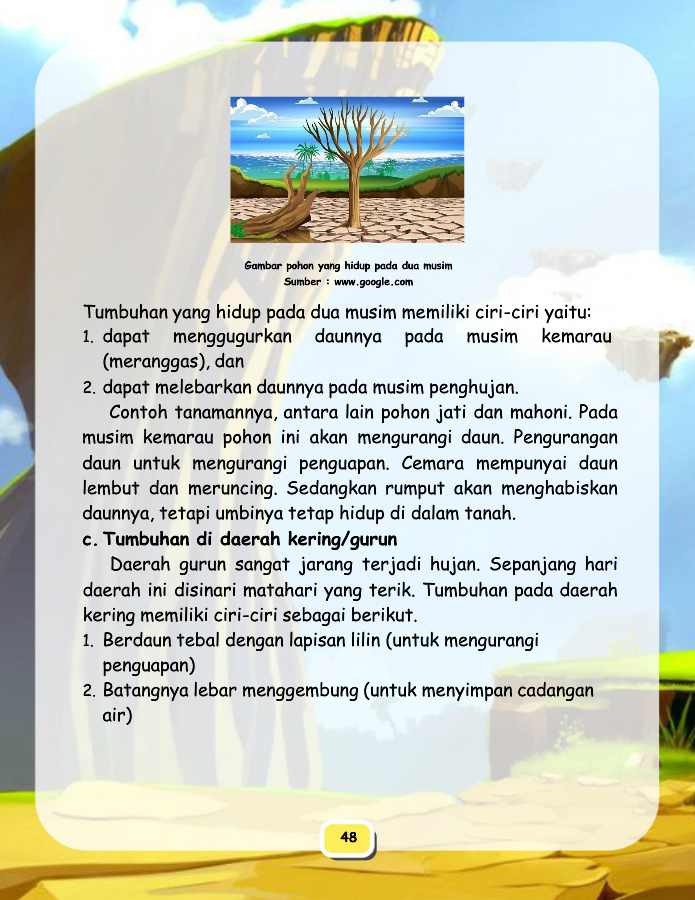 Gambar pohon yang hidup pada dua musim
Sumber : www.google.com
Tumbuhan yang hidup pada dua musim memiliki ciri-ciri yaitu:
1. dapat menggugurkan daunnya pada musim kemarau
(meranggas), dan
2. dapat melebarkan daunnya pada musim penghujan.
Contoh tanamannya, antara lain pohon jati dan mahoni. Pada
musim kemarau pohon ini akan mengurangi daun. Pengurangan
daun untuk mengurangi penguapan. Cemara mempunyai daun
lembut dan meruncing. Sedangkan rumput akan menghabiskan
daunnya, tetapi umbinya tetap hidup di dalam tanah.
c. Tumbuhan di daerah kering/gurun
Daerah gurun sangat jarang terjadi hujan. Sepanjang hari
daerah ini disinari matahari yang terik. Tumbuhan pada daerah
kering memiliki ciri-ciri sebagai berikut.
1. Berdaun tebal dengan lapisan lilin (untuk mengurangi
penguapan)
2. Batangnya lebar menggembung (untuk menyimpan cadangan
air)
48